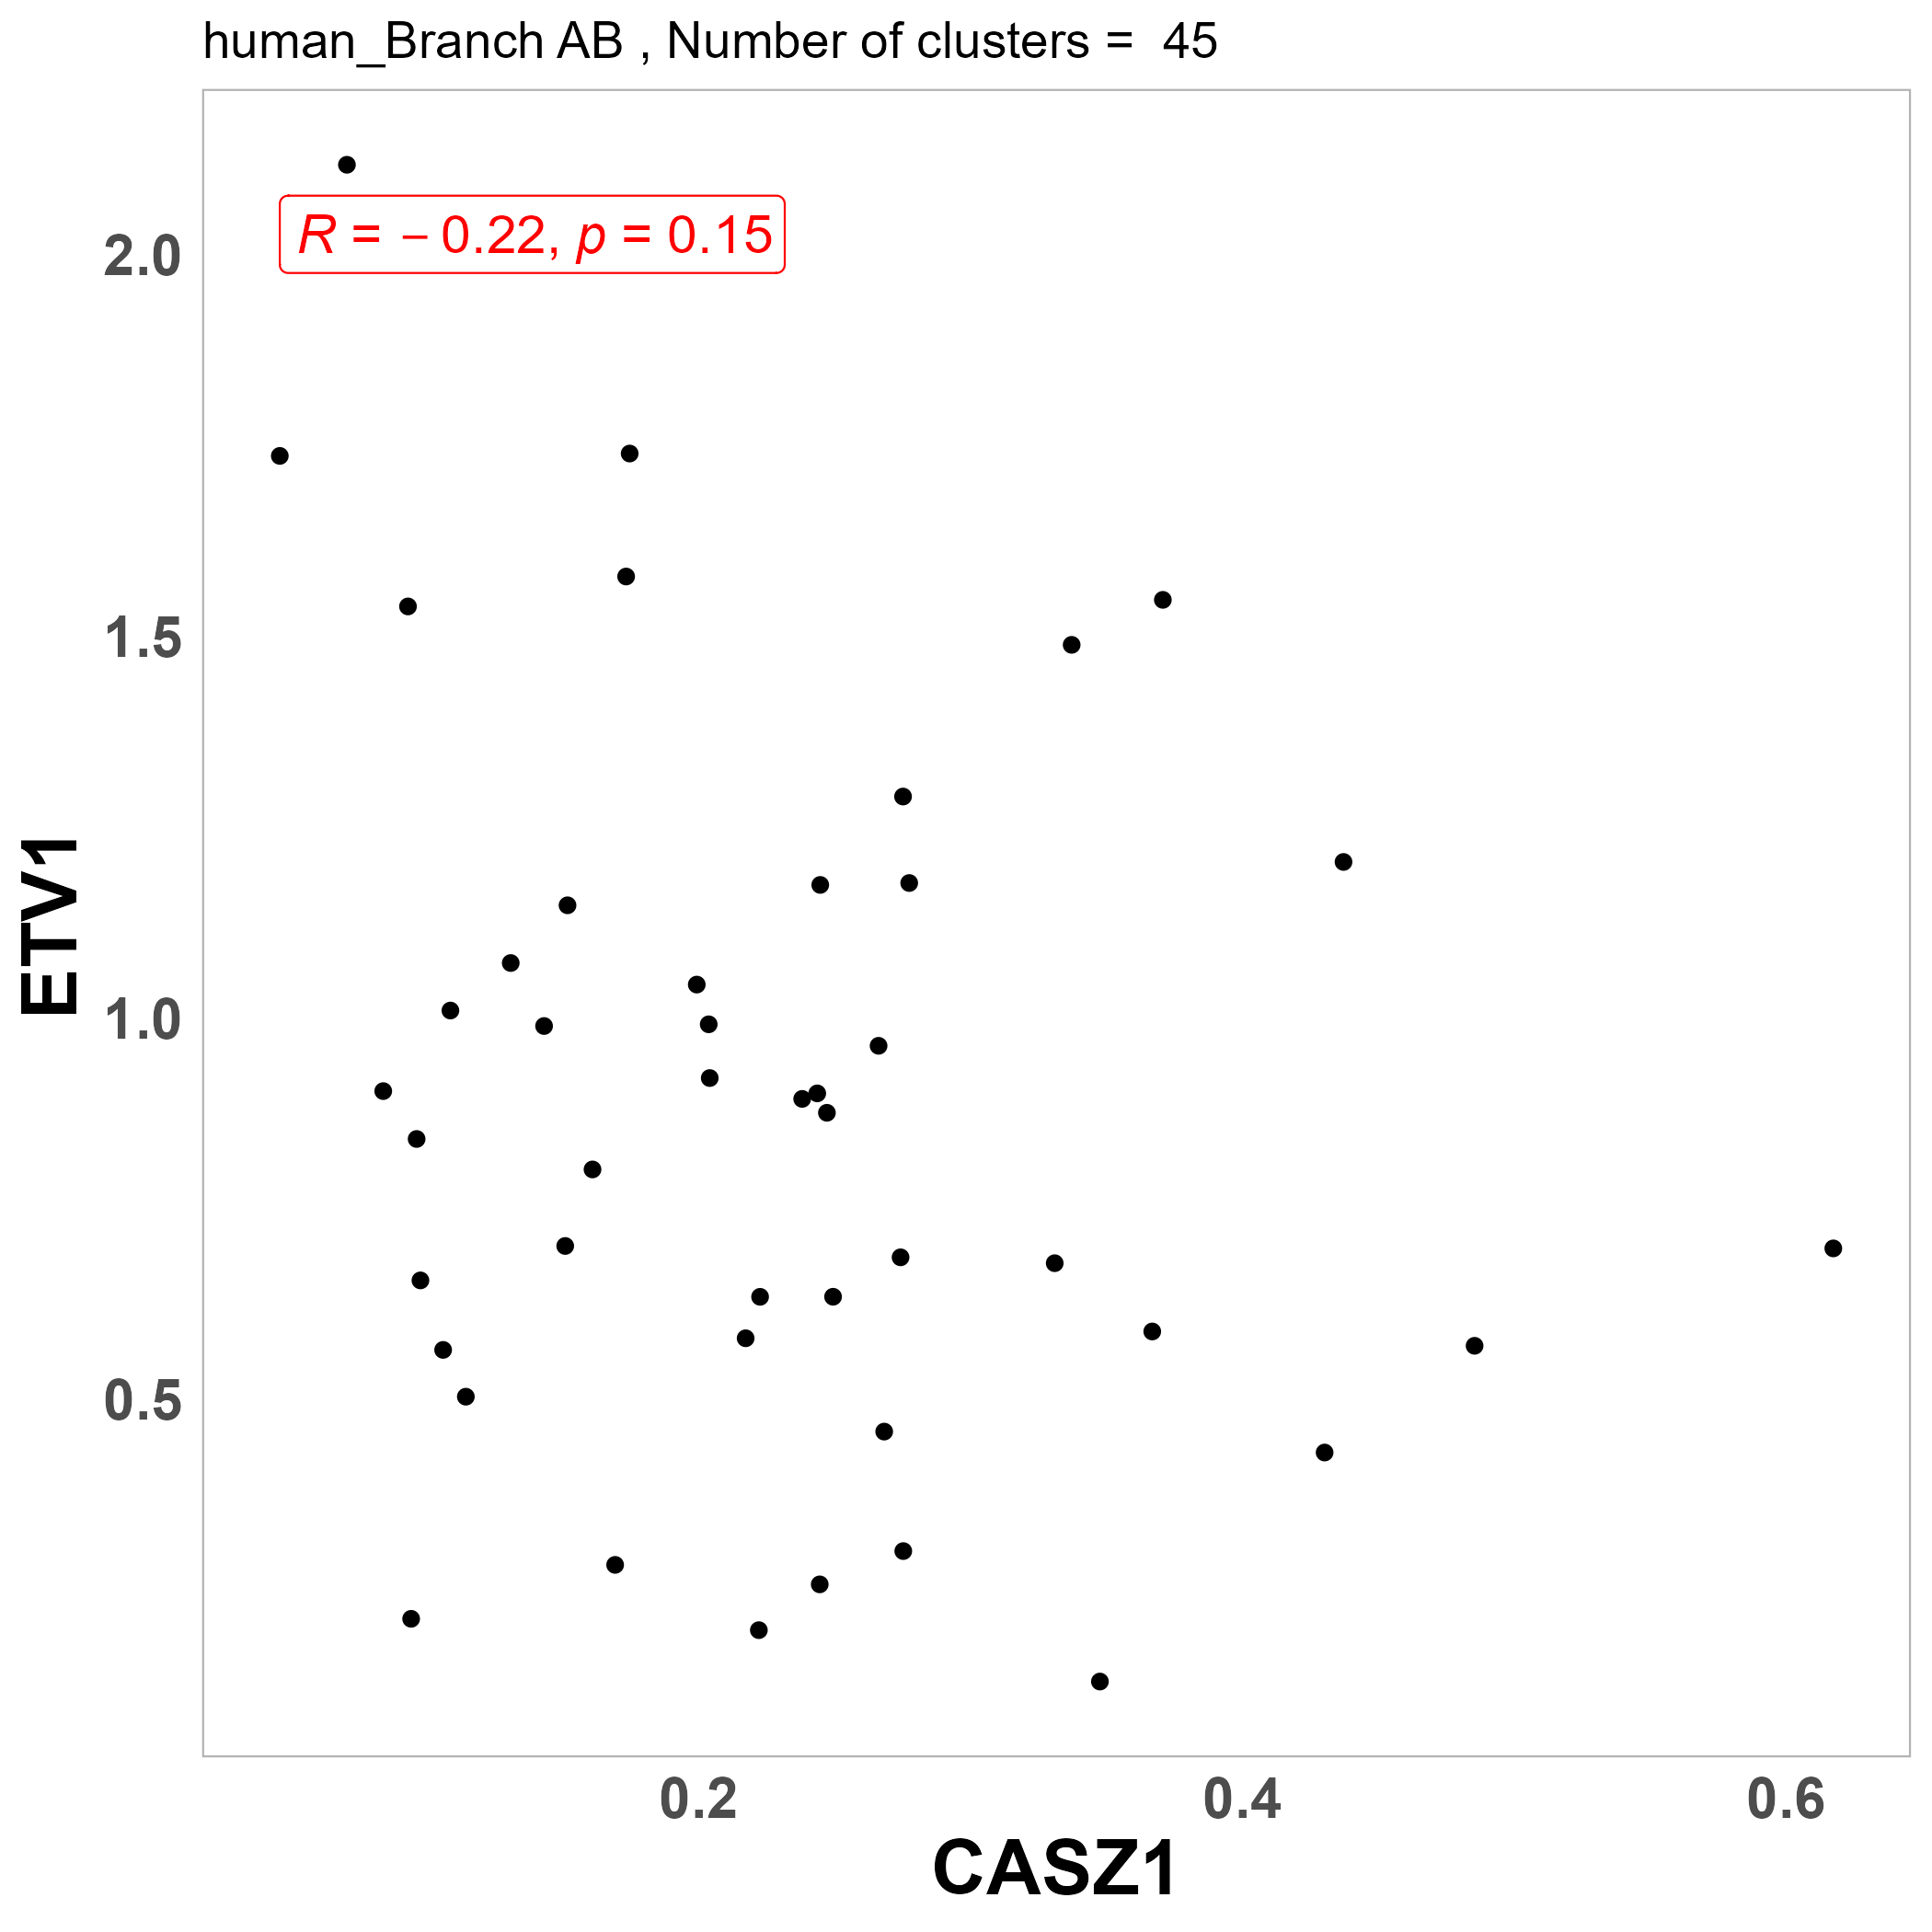 human_Branch AB , Number of clusters =  45
R = − 0.22, p = 0.15
2.0
1.5
1.0
0.5
ETV1
0.2
0.4
0.6
CASZ1